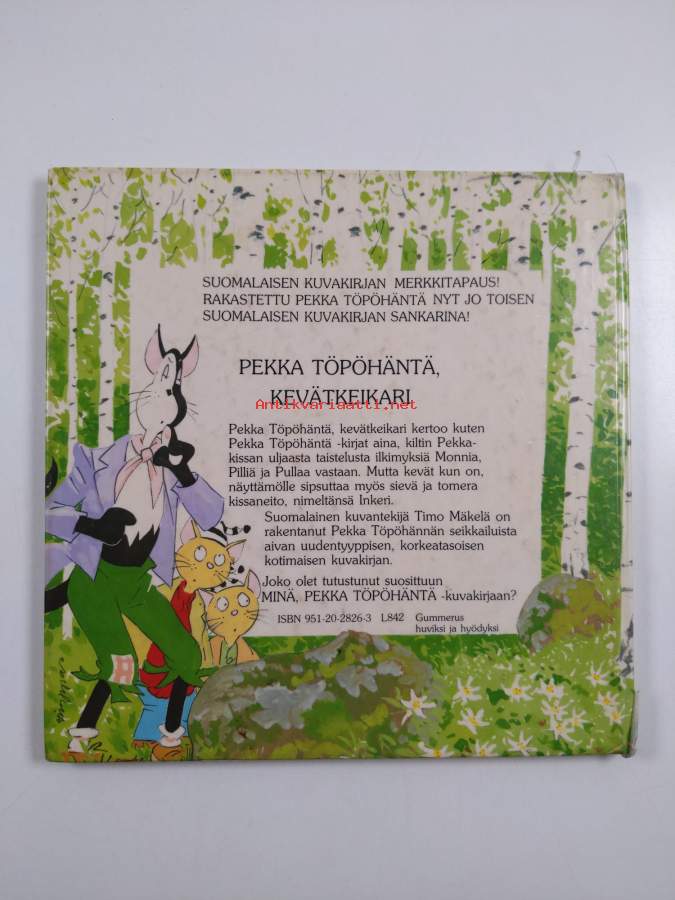 SUOMALAISEN KUVAKIRJAN MERKKITAPAUS!
RAKASTETTU PEKKA TÖPÖHÄNTÄ NYT JO TOISEN
SUOMALAISEN KUVAKIRJAN SANKARINA!
PEKKA TÖPÖHÄNTÄ,
KEVÄTKEIKARI
Antikvariaatti.net
Pekka Töpöhäntä, kevätkeikari kertoo kuten
Pekka Töpöhäntä -kirjat aina, kiltin Pekka-
kissan uljaasta taistelusta ilkimyksiä Monnia,
Pilliä ja Pullaa vastaan. Mutta kevät kun on,
näyttämölle sipsuttaa myös sievä ja tomera
kissaneito, nimeltänsä Inkeri.
Suomalainen kuvantekijä Timo Mäkelä on
rakentanut Pekka Töpöhännän seikkailuista
aivan uudentyyppisen, korkeatasoisen
kotimaisen kuvakirjan.
Joko olet tutustunut suosittuun
MINÄ, PEKKA TÖPÖHÄNTÄ -kuvakirjaan?
ISBN 951-20-2826-3 L842 Gummerus
huviksi ja hyödyksi